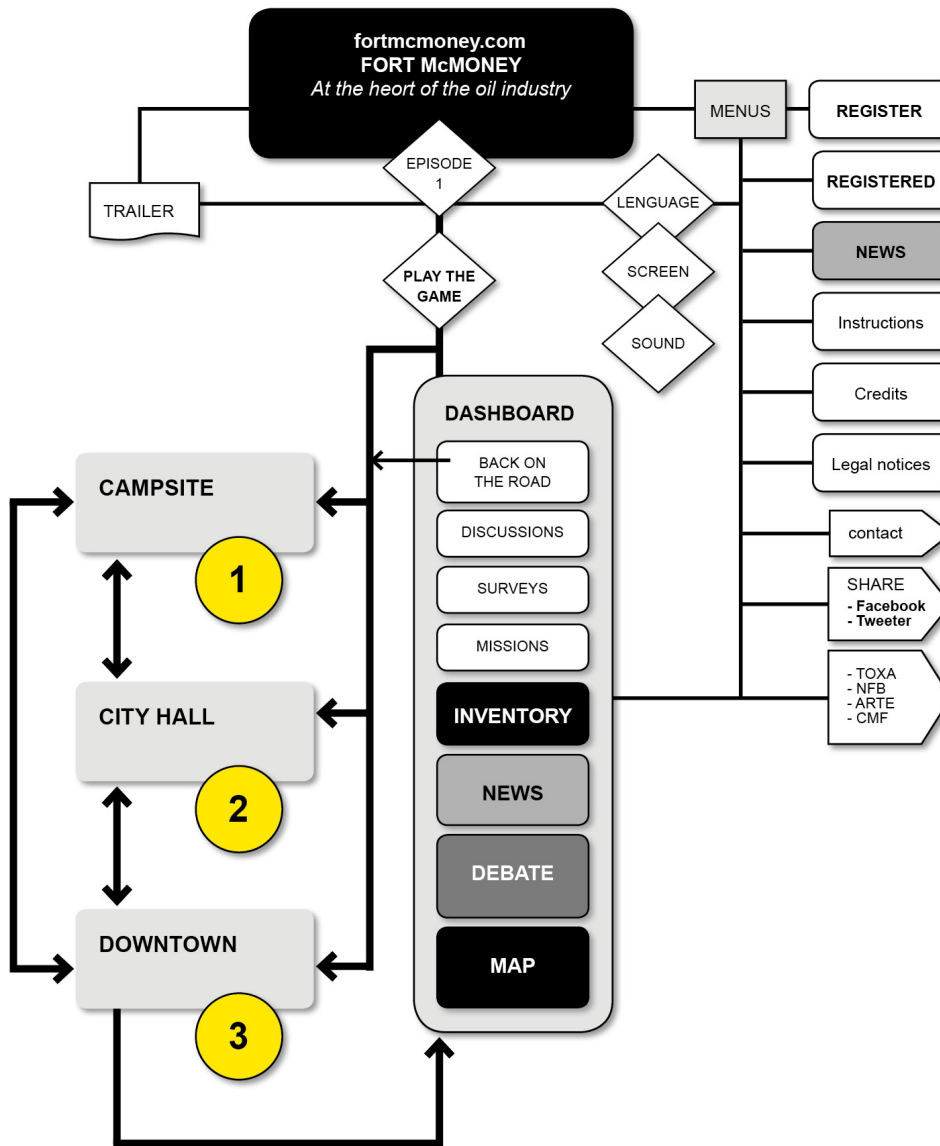 fortmcmoney.com
FORT McMONEY
At the heort of the oil industry
MENUS
REGISTER
EPISODE
1
TRAILER
LENGUAGE
REGISTERED
PLAY THE
GAME
SCREEN
NEWS
SOUND
Instructions
Credits
Legal notices
contact
SHARE
- Facebook
- Tweeter
- TOXA
- NFB
- ARTE
- CMF
DASHBOARD
BACK ON
THE ROAD
DISCUSSIONS
SURVEYS
MISSIONS
INVENTORY
NEWS
DEBATE
MAP
CAMPSITE
1
CITY HALL
2
DOWNTOWN
3